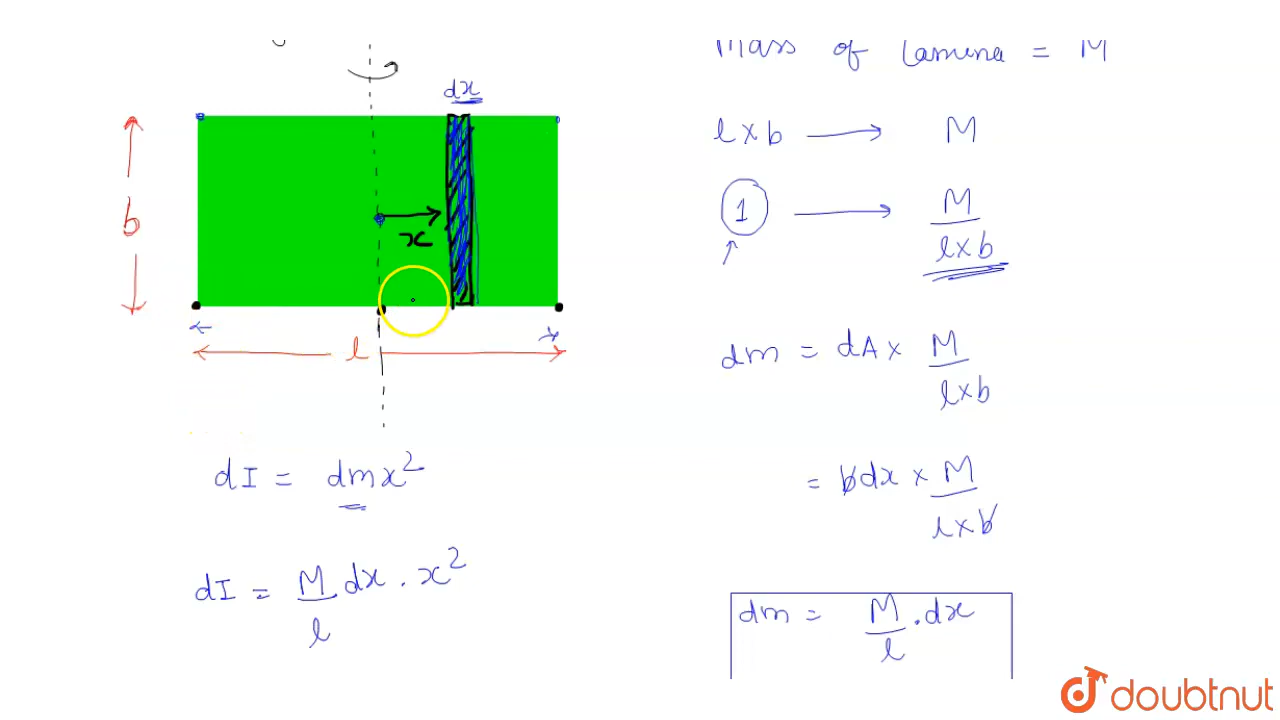 Mass of Lamina = M
dx
l × b ⟶ M
1 ⟶ M / l×b
b
x
l
dm = dA × M / l×b
dI = dmx²
= bdx × M / l×b
dI = M / l dx . x²
dm = M / l . dx
doubtnut